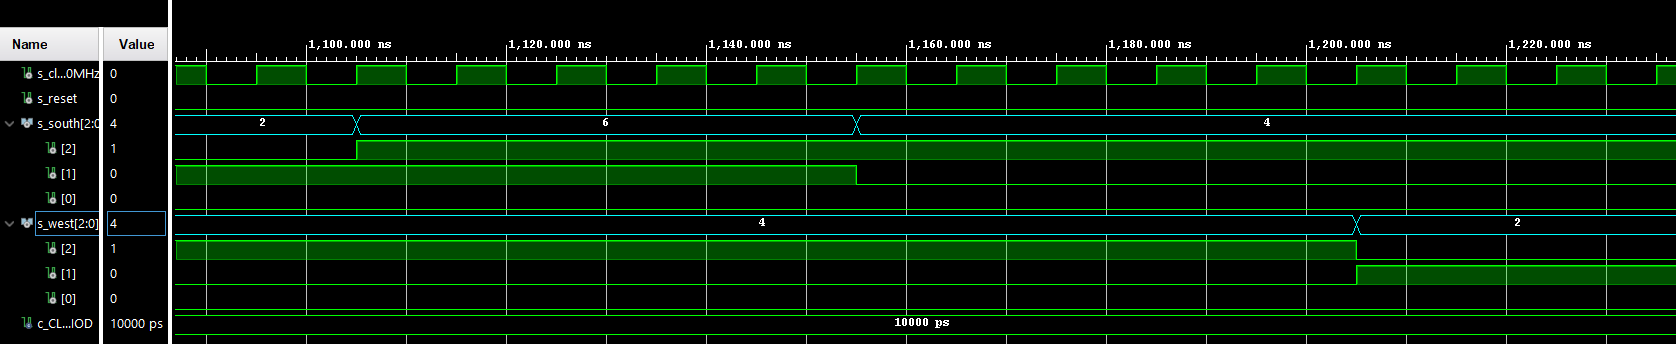 Name Value
1,100.000 ns 1,120.000 ns 1,140.000 ns 1,160.000 ns 1,180.000 ns 1,200.000 ns 1,220.000 ns
s_cl...0MHz 0
s_reset 0
s_south[2:0 4 2 6 4
[2] 1
[1] 0
[0] 0
s_west[2:0] 4 4 2
[2] 1
[1] 0
[0] 0
c_CL...IOD 10000 ps 10000 ps